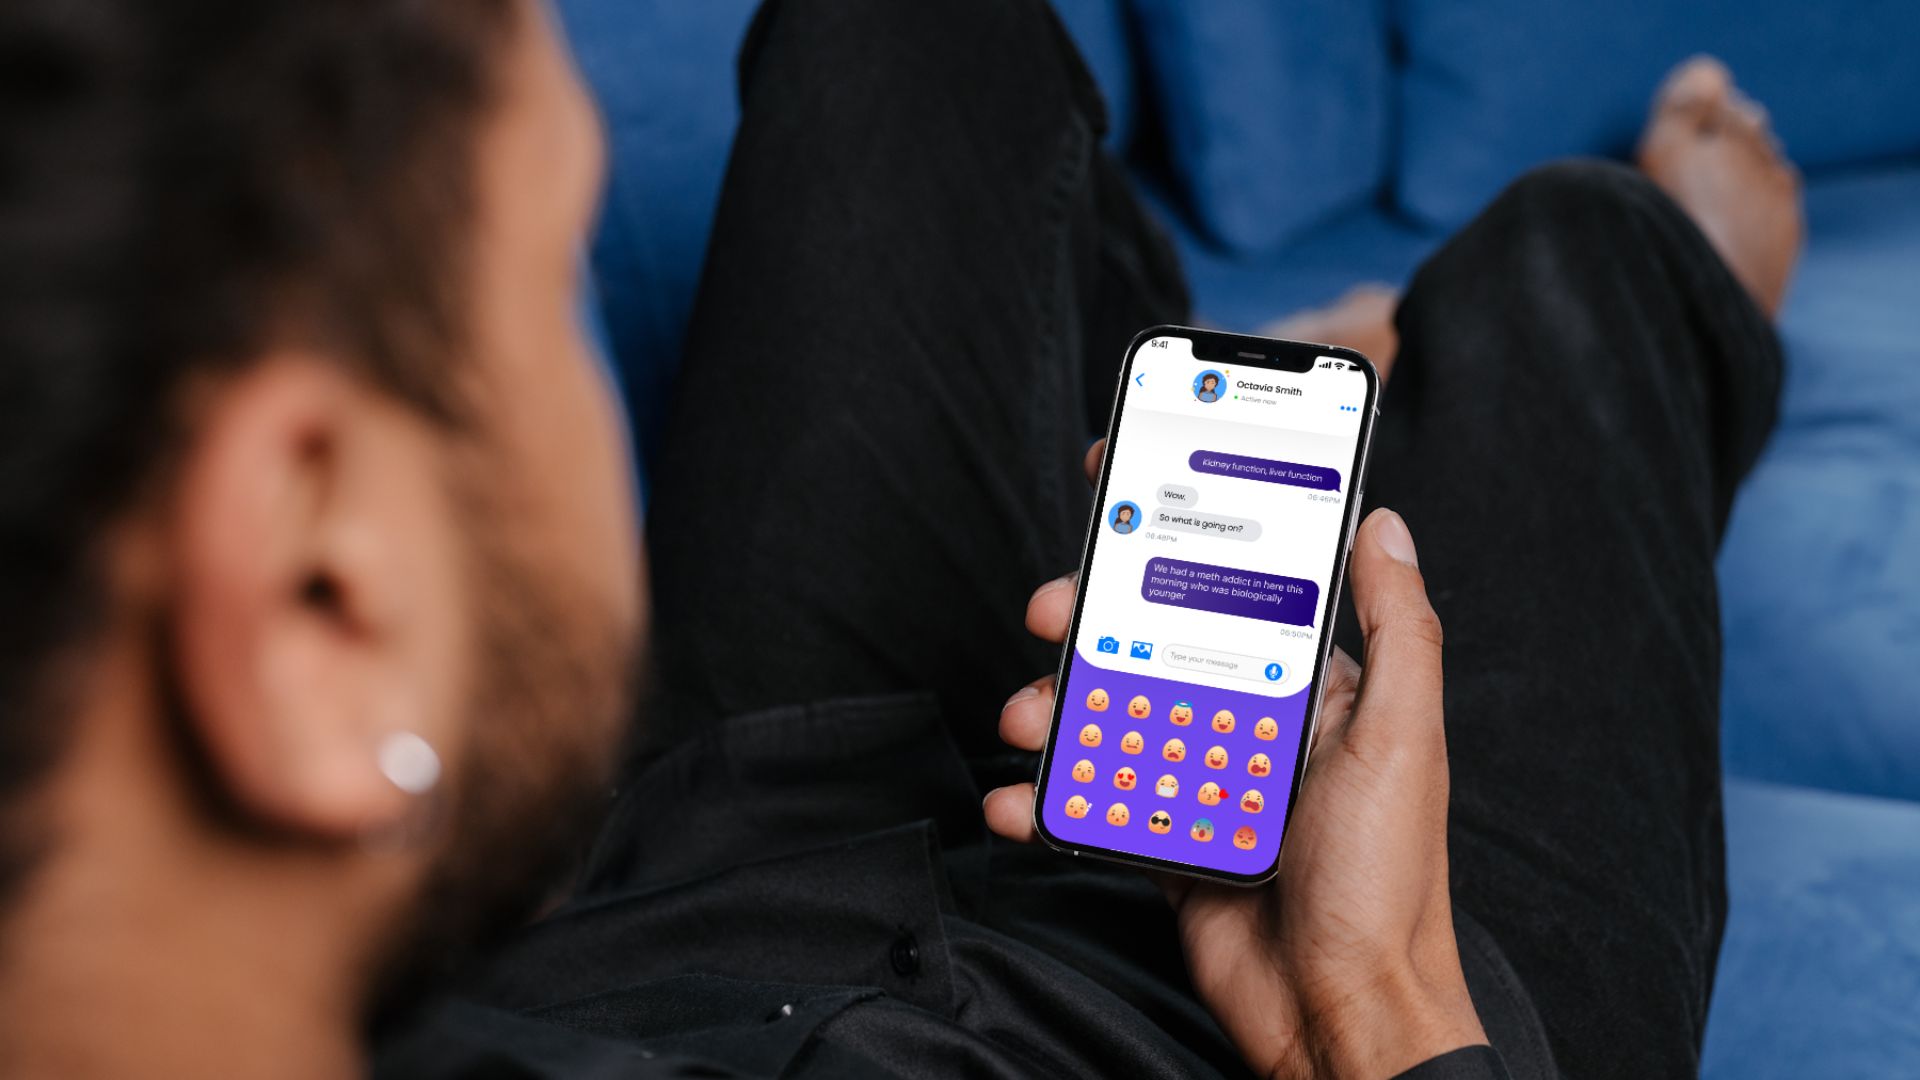 9:41
Octavia Smith
Active now
Kidney function, liver function
06:46PM
Wow.
So what is going on?
06:48PM
We had a meth addict in here this
morning who was biologically
younger
06:50PM
Type your message